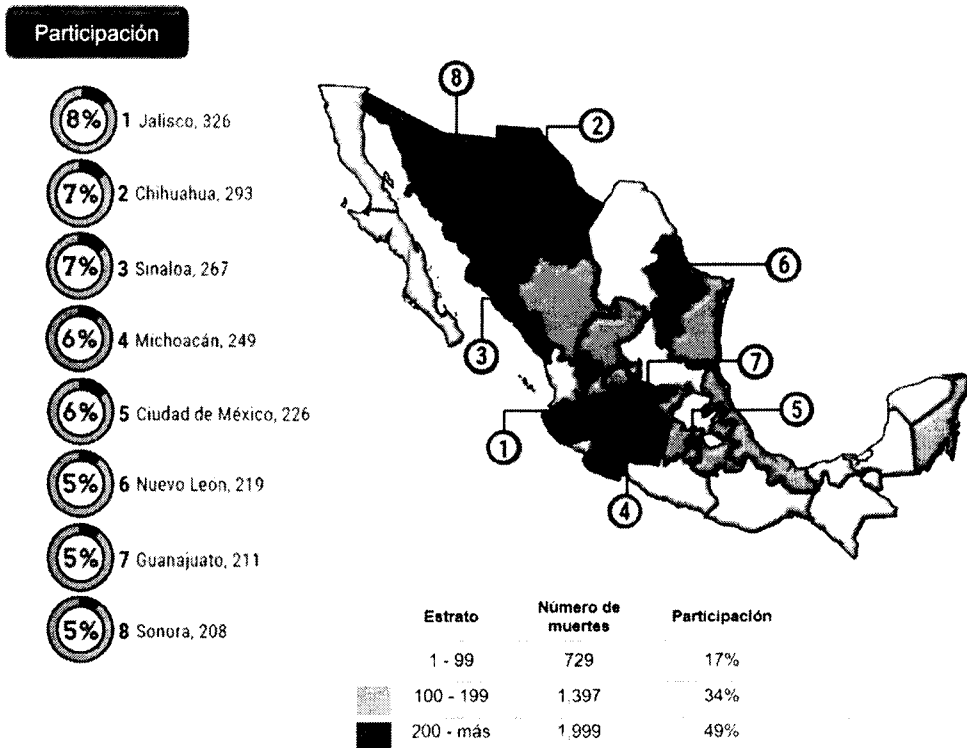 Participación
8% 1 Jalisco, 326
7% 2 Chihuahua, 293
7% 3 Sinaloa, 267
6% 4 Michoacán, 249
6% 5 Ciudad de México, 226
5% 6 Nuevo Leon, 219
5% 7 Guanajuato, 211
5% 8 Sonora, 208
8
2
6
3
7
5
1
4
Estrato Número de muertes Participación
1 - 99 729 17%
100 - 199 1,397 34%
200 - más 1,999 49%